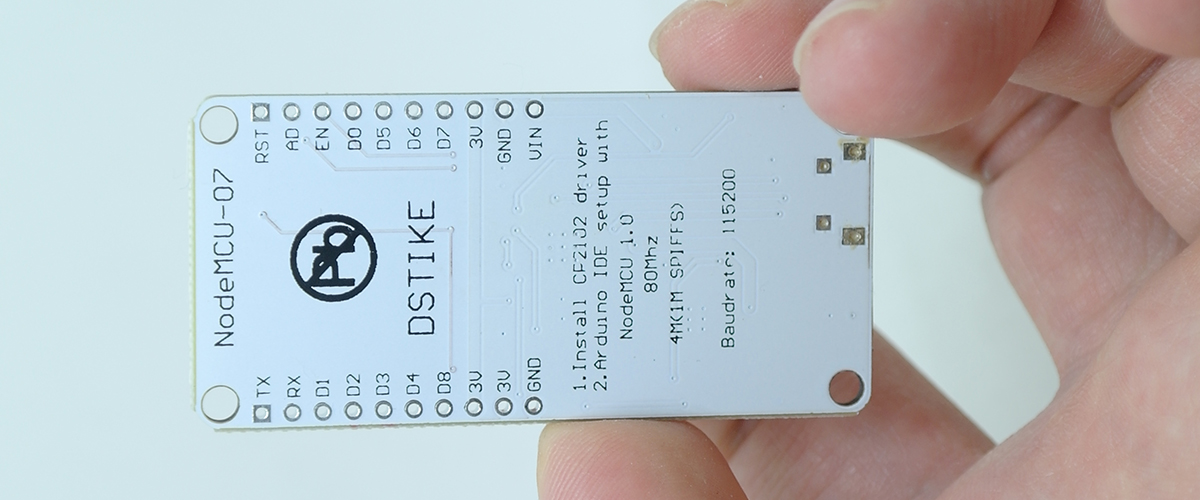 NodeMCU-07
RST
AD
EN
D0
D5
D6
D7
3V
GND
VIN
Pb
DSTIKE
TX
RX
D1
D2
D3
D4
D8
3V
3V
GND
1.Install CP2102 driver
2.Arduino IDE setup with
NodeMCU 1.0
80Mhz
4M(1M SPIFFS)
Baudrate: 115200